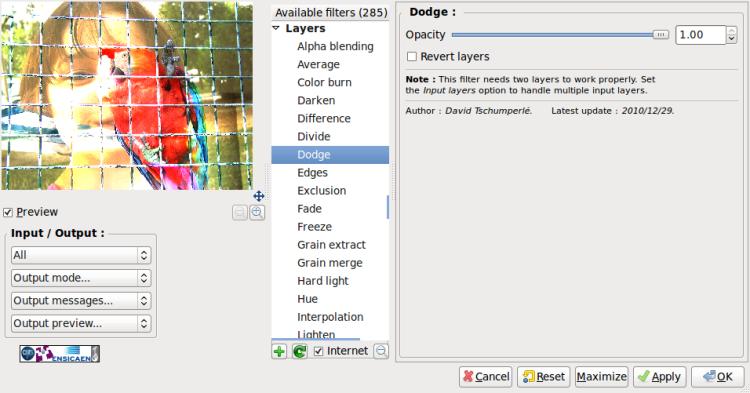 Preview
Input / Output :
All
Output mode...
Output messages...
Output preview...
ENSICAEN
Available filters (285)
Layers
Alpha blending
Average
Color burn
Darken
Difference
Divide
Dodge
Edges
Exclusion
Fade
Freeze
Grain extract
Grain merge
Hard light
Hue
Interpolation
Lighten
Internet
Dodge :
Opacity 1.00
Revert layers
Note : This filter needs two layers to work properly. Set
the Input layers option to handle multiple input layers.
Author : David Tschumperlé. Latest update : 2010/12/29.
Cancel Reset Maximize Apply OK